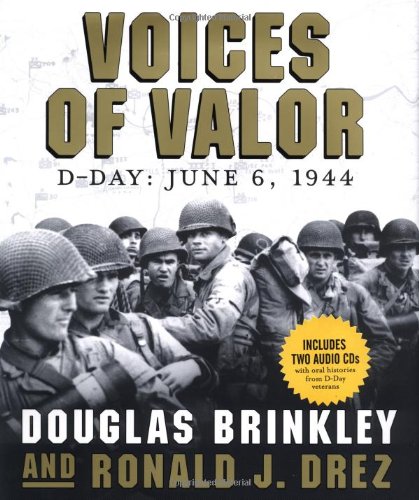 VOICES
OF VALOR
D-DAY: JUNE 6, 1944
INCLUDES
TWO AUDIO CDs
with oral histories
from D-Day
veterans
DOUGLAS BRINKLEY
AND RONALD J. DREZ